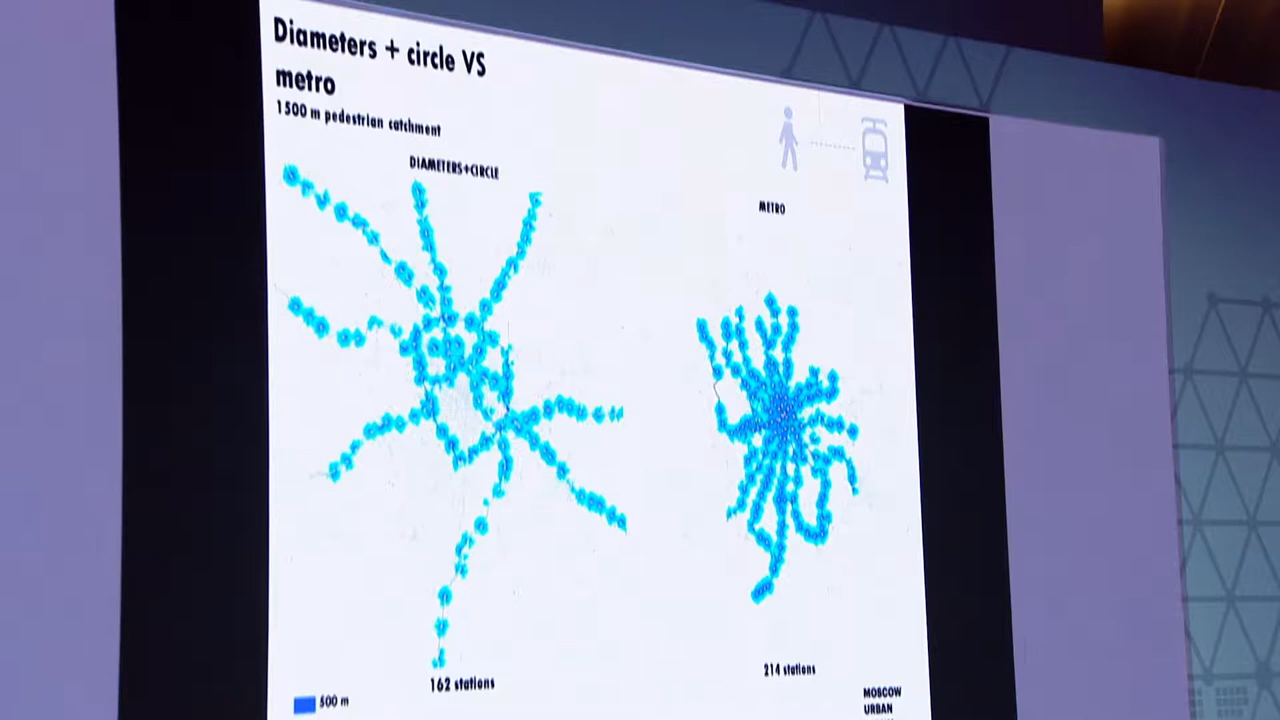 Diameters + circle VS
metro
1500 m pedestrian catchment
DIAMETERS+CIRCLE
METRO
162 stations
214 stations
500 m
MOSCOW
URBAN